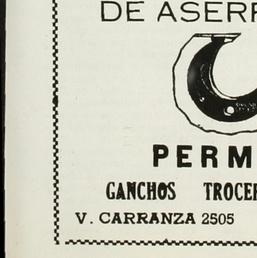 DE ASERR
PERM
GANCHOS TROCER
V. CARRANZA 2505